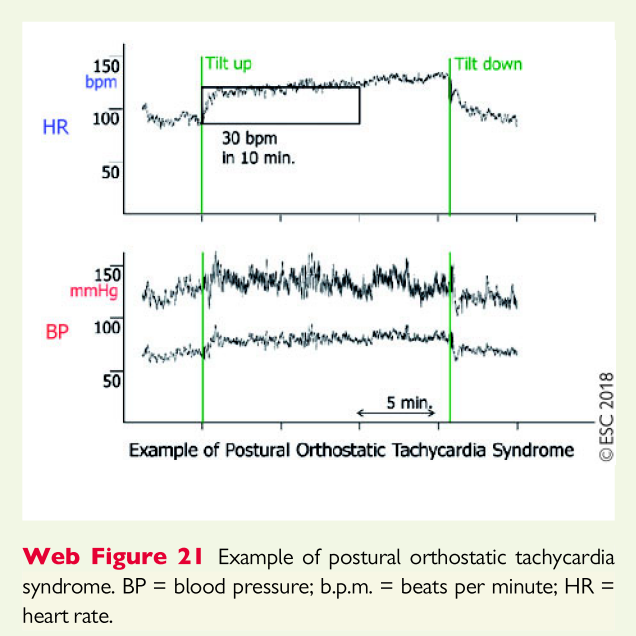 150
bpm
HR
100
50
Tilt up
Tilt down
30 bpm
in 10 min.
150
mmHg
BP
100
50
5 min.
© ESC 2018
Example of Postural Orthostatic Tachycardia Syndrome
Web Figure 21 Example of postural orthostatic tachycardia
syndrome. BP = blood pressure; b.p.m. = beats per minute; HR =
heart rate.